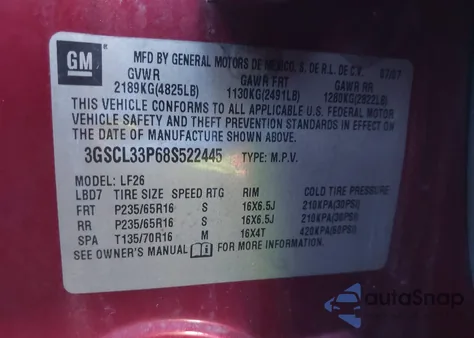 GM
MFD BY GENERAL MOTORS DE MEXICO, S. DE R.L. DE C.V. 07/07
GVWR GAWR FRT GAWR RR
2189KG(4825LB) 1130KG(2491LB) 1280KG(2822LB)
THIS VEHICLE CONFORMS TO ALL APPLICABLE U.S. FEDERAL MOTOR
VEHICLE SAFETY AND THEFT PREVENTION STANDARDS IN EFFECT ON
THE DATE OF MANUFACTURE SHOWN ABOVE.
3GSCL33P68S522445 TYPE: M.P.V.
MODEL: LF26
LBD7 TIRE SIZE SPEED RTG RIM COLD TIRE PRESSURE
FRT P235/65R16 S 16X6.5J 210KPA(30PSI)
RR P235/65R16 S 16X6.5J 210KPA(30PSI)
SPA T135/70R16 M 16X4T 420KPA(60PSI)
SEE OWNER'S MANUAL FOR MORE INFORMATION.
autoSnap